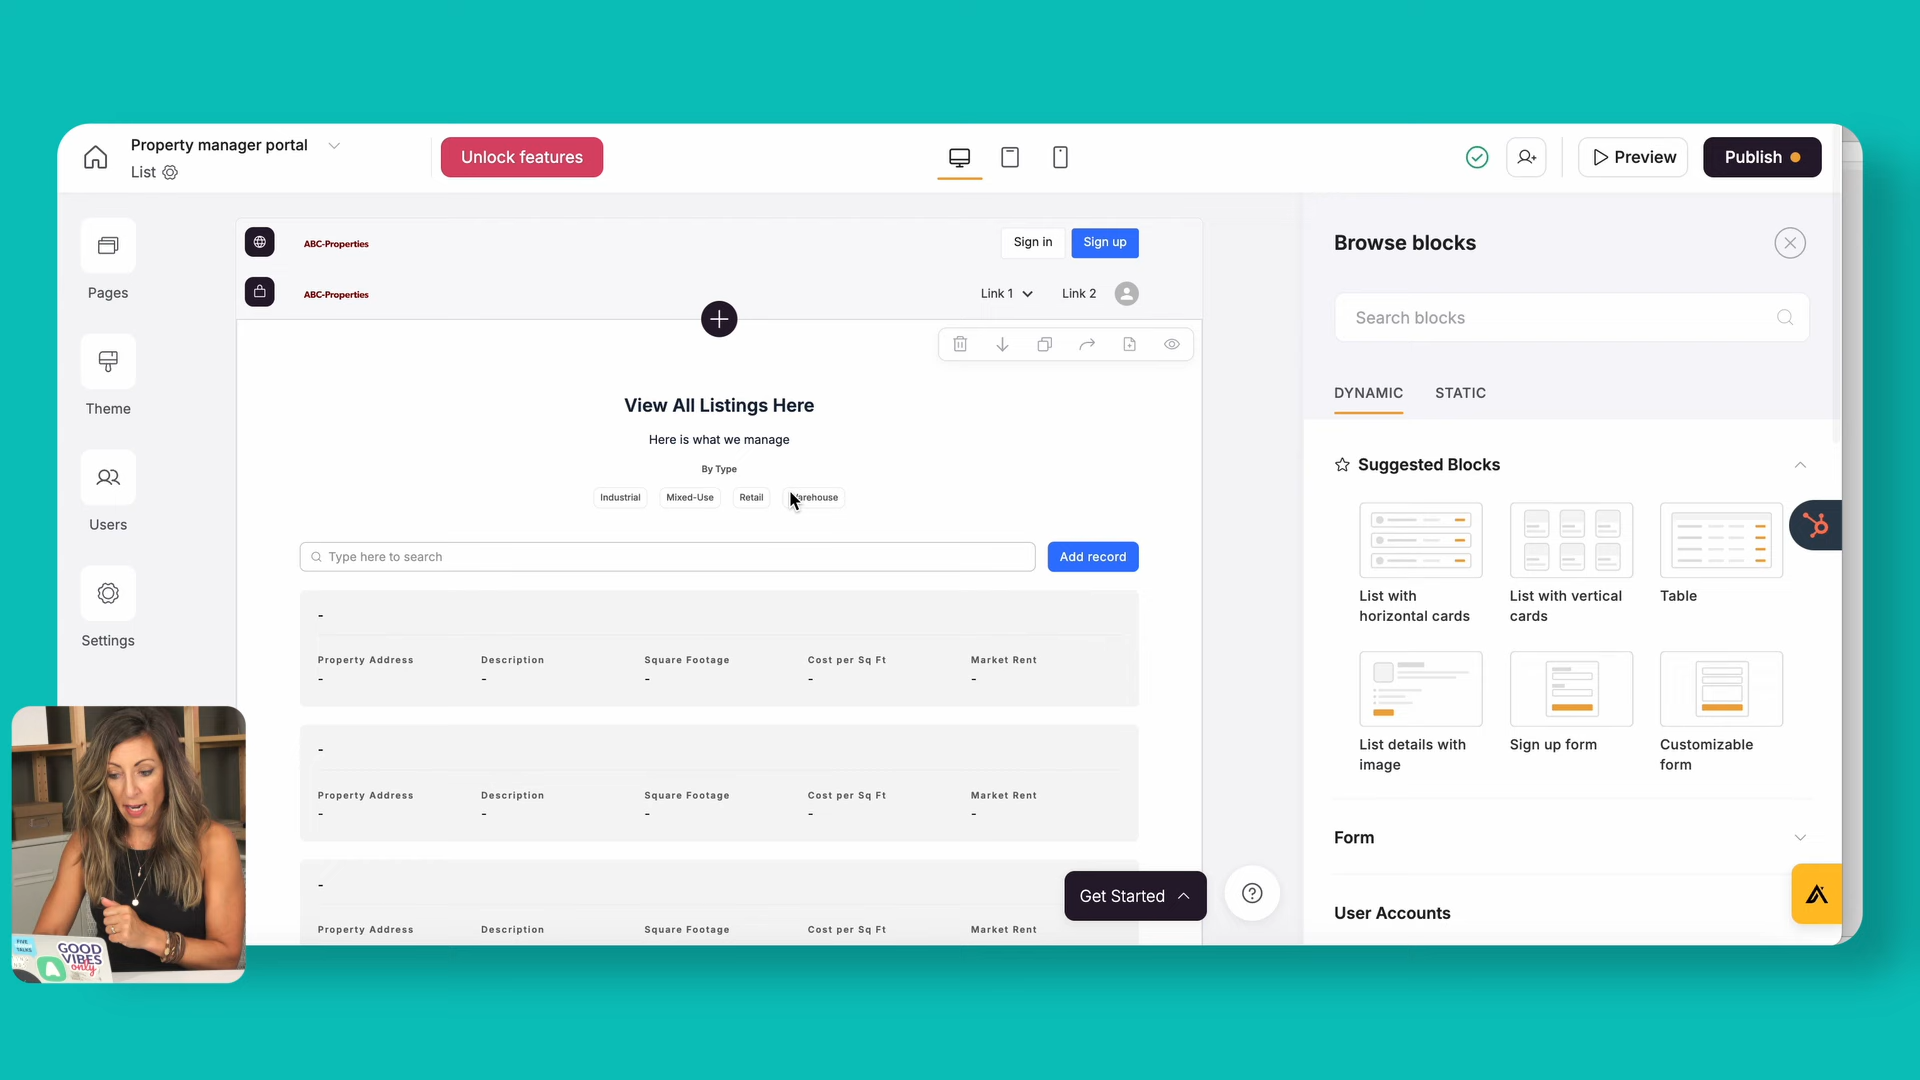 Property manager portal
List
Unlock features
Preview
Publish
Pages
Theme
Users
Settings
ABC-Properties
Sign in
Sign up
ABC-Properties
Link 1
Link 2
View All Listings Here
Here is what we manage
By Type
Industrial
Mixed-Use
Retail
Type here to search
Add record
-
Property Address
Description
Square Footage
Cost per Sq Ft
Market Rent
-
-
-
-
-
-
Property Address
Description
Square Footage
Cost per Sq Ft
Market Rent
-
-
-
-
-
-
Property Address
Description
Square Footage
Cost per Sq Ft
Market Rent
Get Started
Browse blocks
Search blocks
DYNAMIC
STATIC
Suggested Blocks
List with
horizontal cards
List with vertical
cards
Table
List details with
image
Sign up form
Customizable
form
Form
User Accounts
FIVE
TALKS
GOOD
VIBES
only